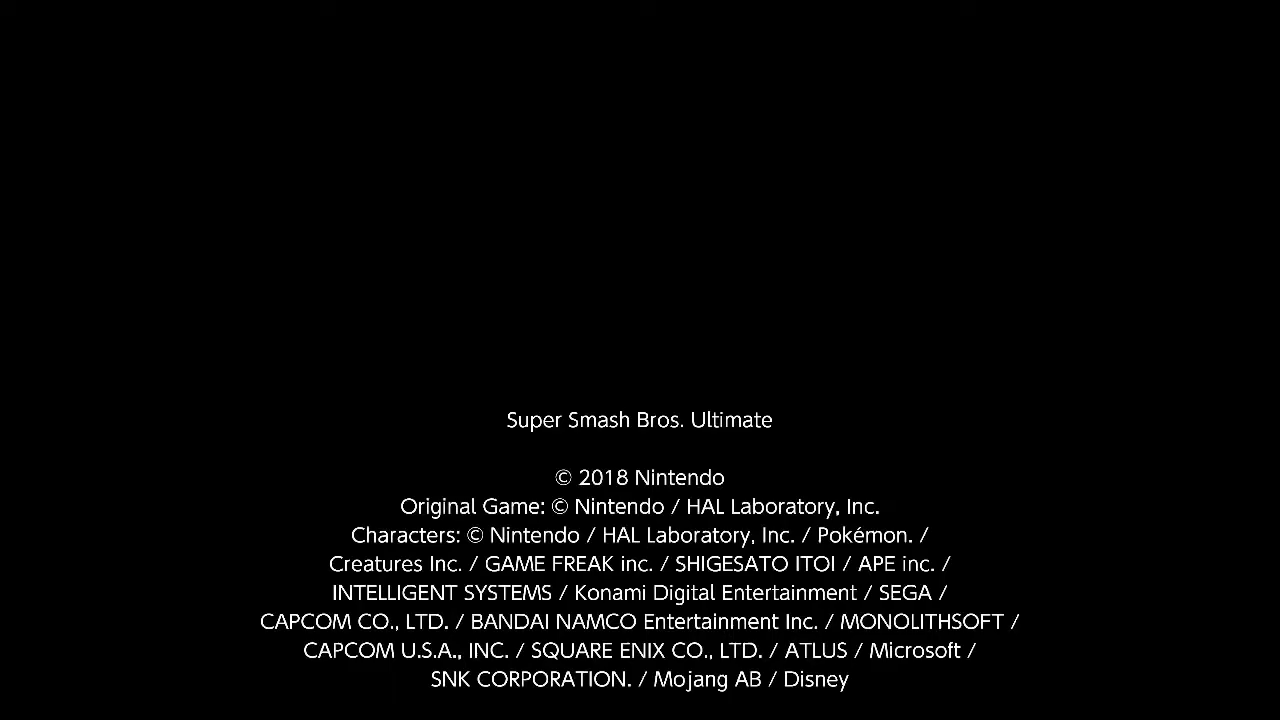 Super Smash Bros. Ultimate
© 2018 Nintendo
Original Game: © Nintendo / HAL Laboratory, Inc.
Characters: © Nintendo / HAL Laboratory, Inc. / Pokémon. /
Creatures Inc. / GAME FREAK inc. / SHIGESATO ITOI / APE inc. /
INTELLIGENT SYSTEMS / Konami Digital Entertainment / SEGA /
CAPCOM CO., LTD. / BANDAI NAMCO Entertainment Inc. / MONOLITHSOFT /
CAPCOM U.S.A., INC. / SQUARE ENIX CO., LTD. / ATLUS / Microsoft /
SNK CORPORATION. / Mojang AB / Disney